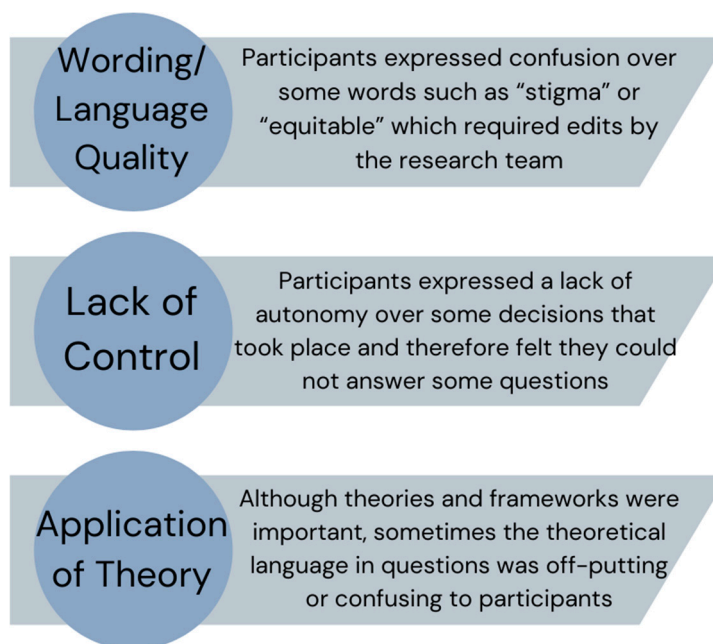 Wording/
Language
Quality
Participants expressed confusion over
some words such as “stigma” or
“equitable” which required edits by
the research team
Lack of
Control
Participants expressed a lack of
autonomy over some decisions that
took place and therefore felt they could
not answer some questions
Application
of Theory
Although theories and frameworks were
important, sometimes the theoretical
language in questions was off-putting
or confusing to participants